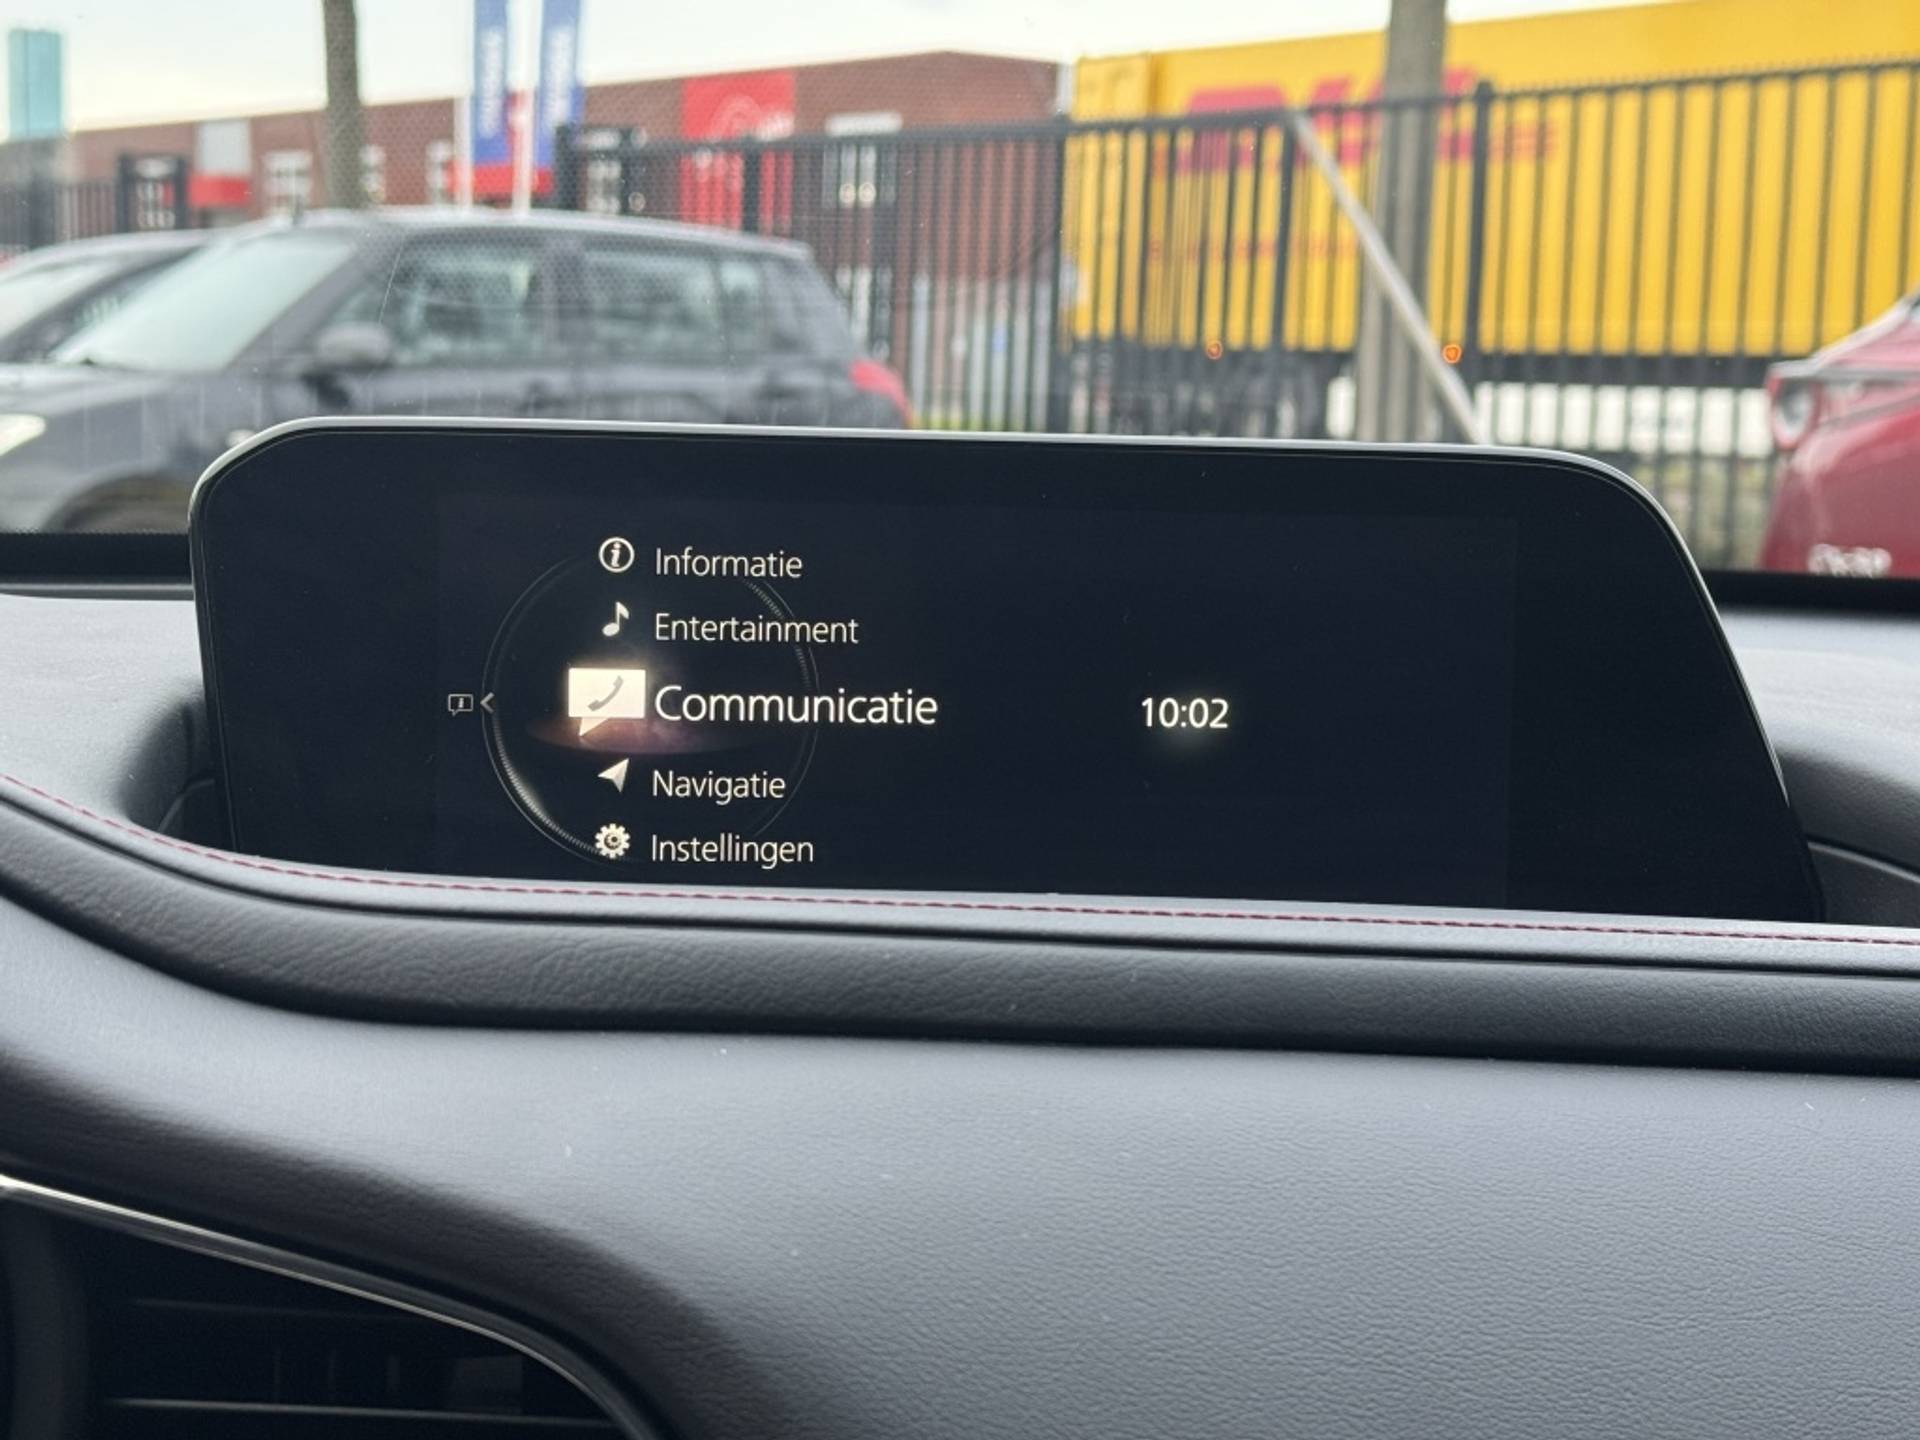 Informatie
Entertainment
Communicatie
10:02
Navigatie
Instellingen